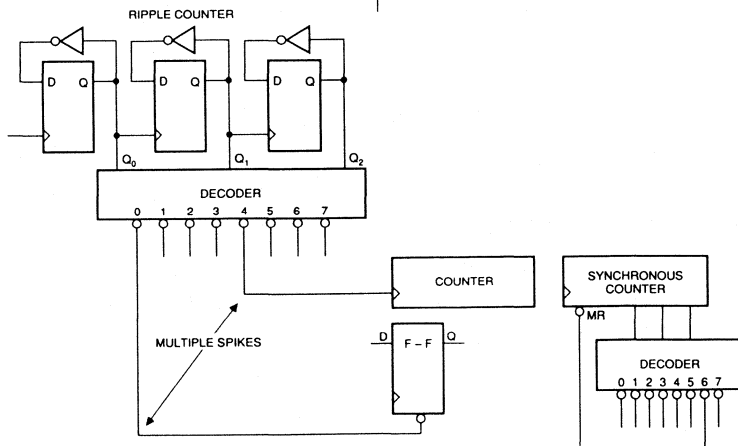 RIPPLE COUNTER
D Q
D Q
D Q
Q₀
Q₁
Q₂
DECODER
0 1 2 3 4 5 6 7
COUNTER
MULTIPLE SPIKES
D F – F Q
SYNCHRONOUS
COUNTER
MR
DECODER
0 1 2 3 4 5 6 7